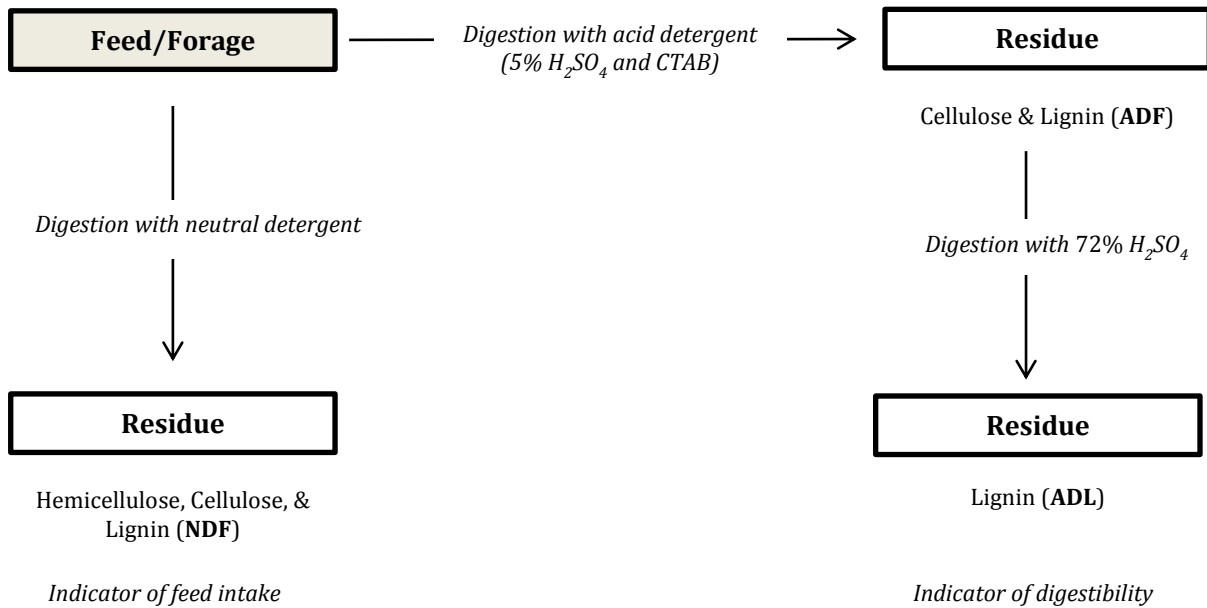 Feed/Forage
Digestion with acid detergent
(5% H₂SO₄ and CTAB)
Residue
Cellulose & Lignin (ADF)
Digestion with neutral detergent
Digestion with 72% H₂SO₄
Residue
Residue
Hemicellulose, Cellulose, &
Lignin (NDF)
Lignin (ADL)
Indicator of feed intake
Indicator of digestibility